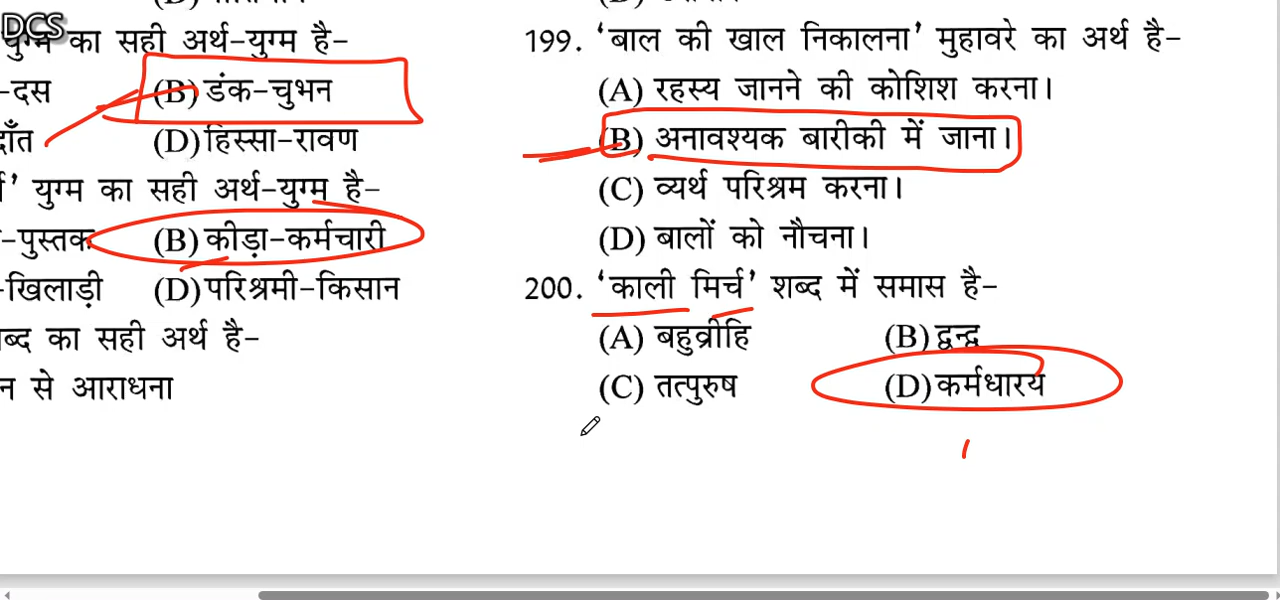 DCS
युग्म का सही अर्थ-युग्म है-
-दस (B) डंक-चुभन
दाँत (D) हिस्सा-रावण
' युग्म का सही अर्थ-युग्म है-
-पुस्तक (B) कीड़ा-कर्मचारी
-खिलाड़ी (D) परिश्रमी-किसान
का सही अर्थ है-
से आराधना
199. 'बाल की खाल निकालना' मुहावरे का अर्थ है-
(A) रहस्य जानने की कोशिश करना।
(B) अनावश्यक बारीकी में जाना।
(C) व्यर्थ परिश्रम करना।
(D) बालों को नौचना।
200. 'काली मिर्च' शब्द में समास है-
(A) बहुव्रीहि (B) द्वन्द्व
(C) तत्पुरुष (D) कर्मधारय